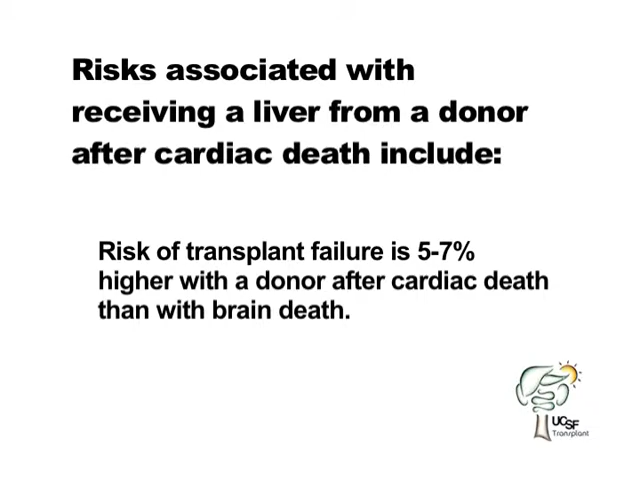 Risks associated with
receiving a liver from a donor
after cardiac death include:
Risk of transplant failure is 5-7%
higher with a donor after cardiac death
than with brain death.
UCSF
Transplant